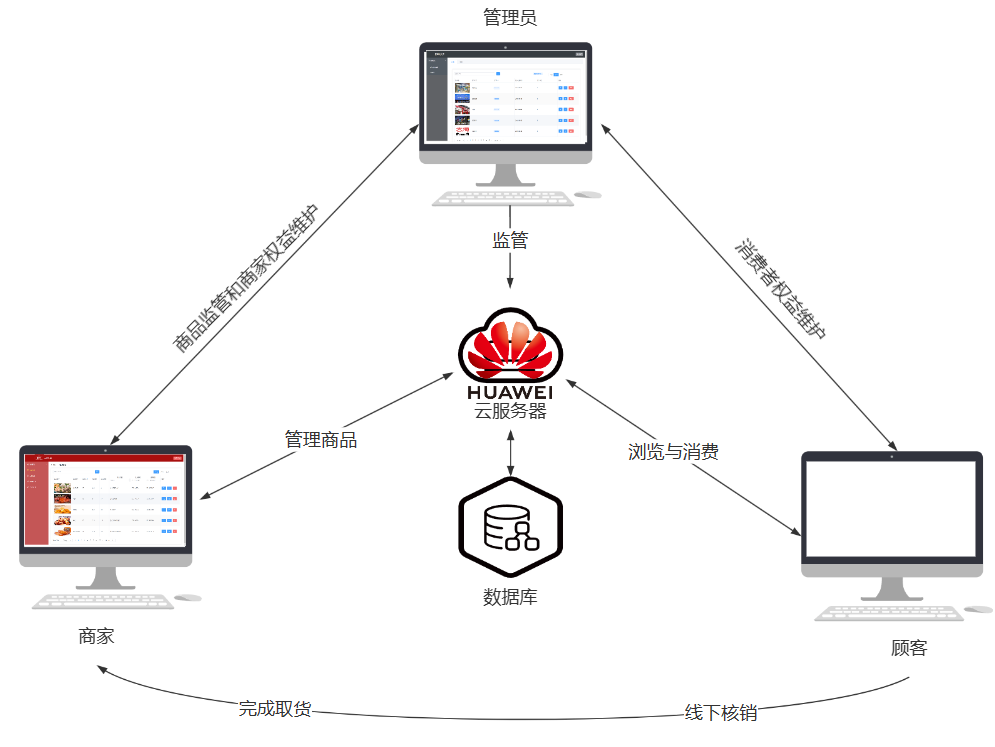 管理员
监管
商品监管和商家权益维护
消费者权益维护
HUAWEI
云服务器
管理商品
浏览与消费
数据库
商家
顾客
完成取货
线下核销